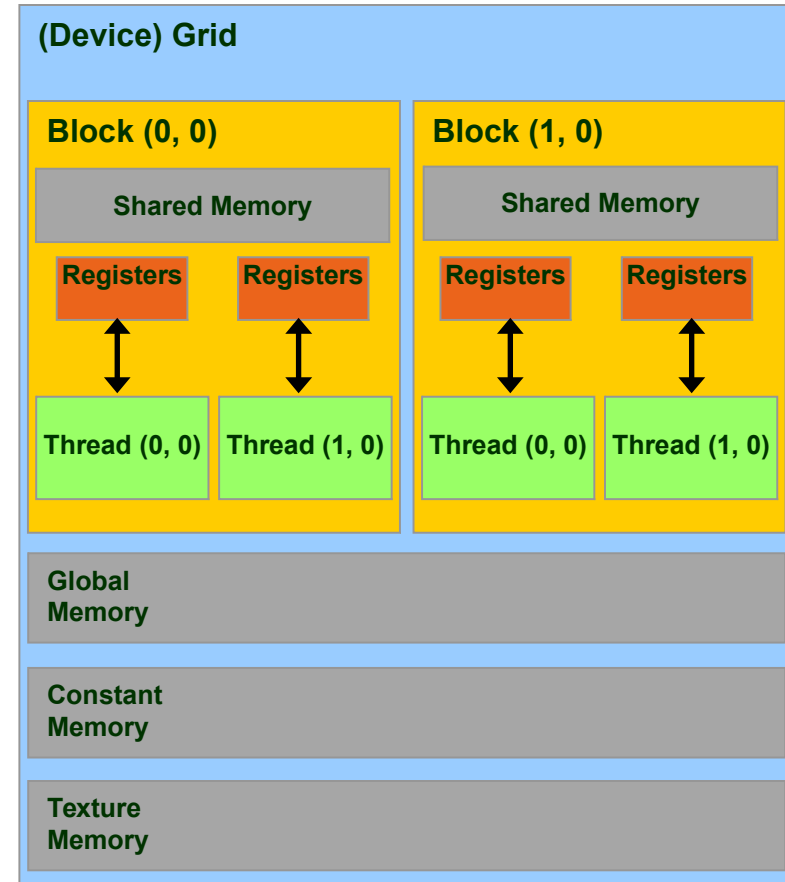 (Device) Grid
Block (0, 0)
Shared Memory
Registers Registers
Thread (0, 0) Thread (1, 0)
Block (1, 0)
Shared Memory
Registers Registers
Thread (0, 0) Thread (1, 0)
Global
Memory
Constant
Memory
Texture
Memory